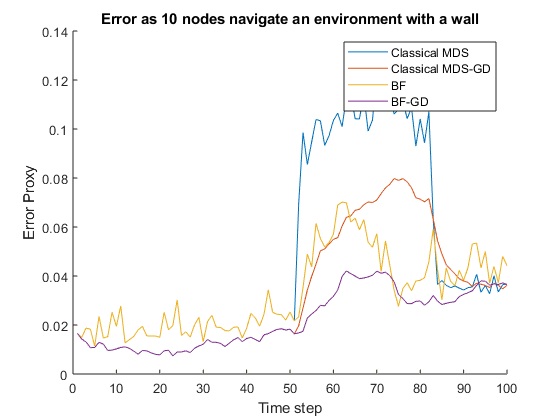 Error as 10 nodes navigate an environment with a wall
0.14
0.12
0.1
0.08
0.06
0.04
0.02
0
Error Proxy
Classical MDS
Classical MDS-GD
BF
BF-GD
0 10 20 30 40 50 60 70 80 90 100
Time step